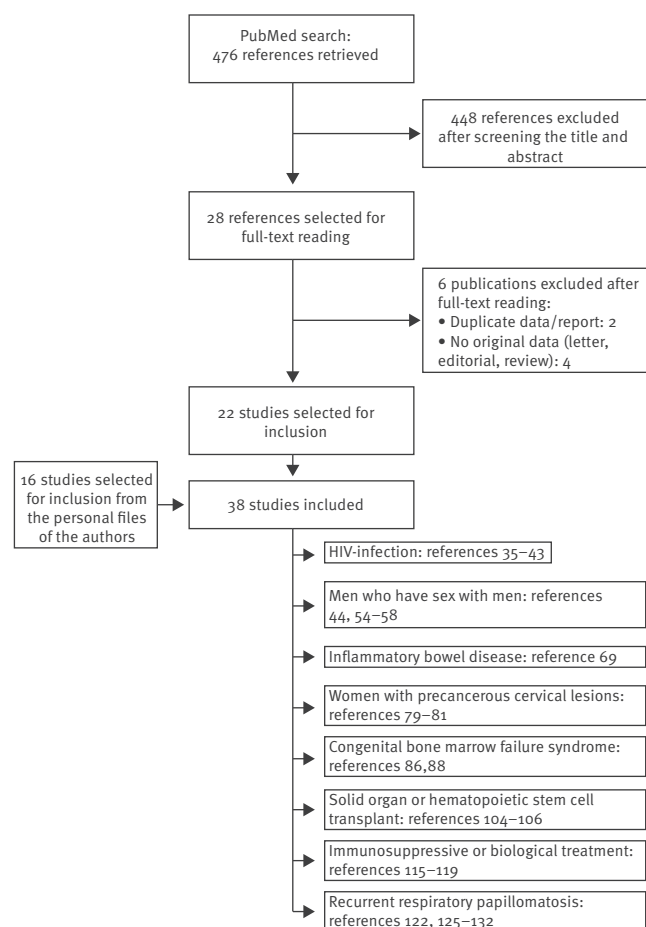 PubMed search:
476 references retrieved
448 references excluded
after screening the title and
abstract
28 references selected for
full-text reading
6 publications excluded after
full-text reading:
• Duplicate data/report: 2
• No original data (letter,
editorial, review): 4
22 studies selected for
inclusion
16 studies selected
for inclusion from
the personal files
of the authors
38 studies included
HIV-infection: references 35–43
Men who have sex with men: references
44, 54–58
Inflammatory bowel disease: reference 69
Women with precancerous cervical lesions:
references 79–81
Congenital bone marrow failure syndrome:
references 86,88
Solid organ or hematopoietic stem cell
transplant: references 104–106
Immunosuppressive or biological treatment:
references 115–119
Recurrent respiratory papillomatosis:
references 122, 125–132